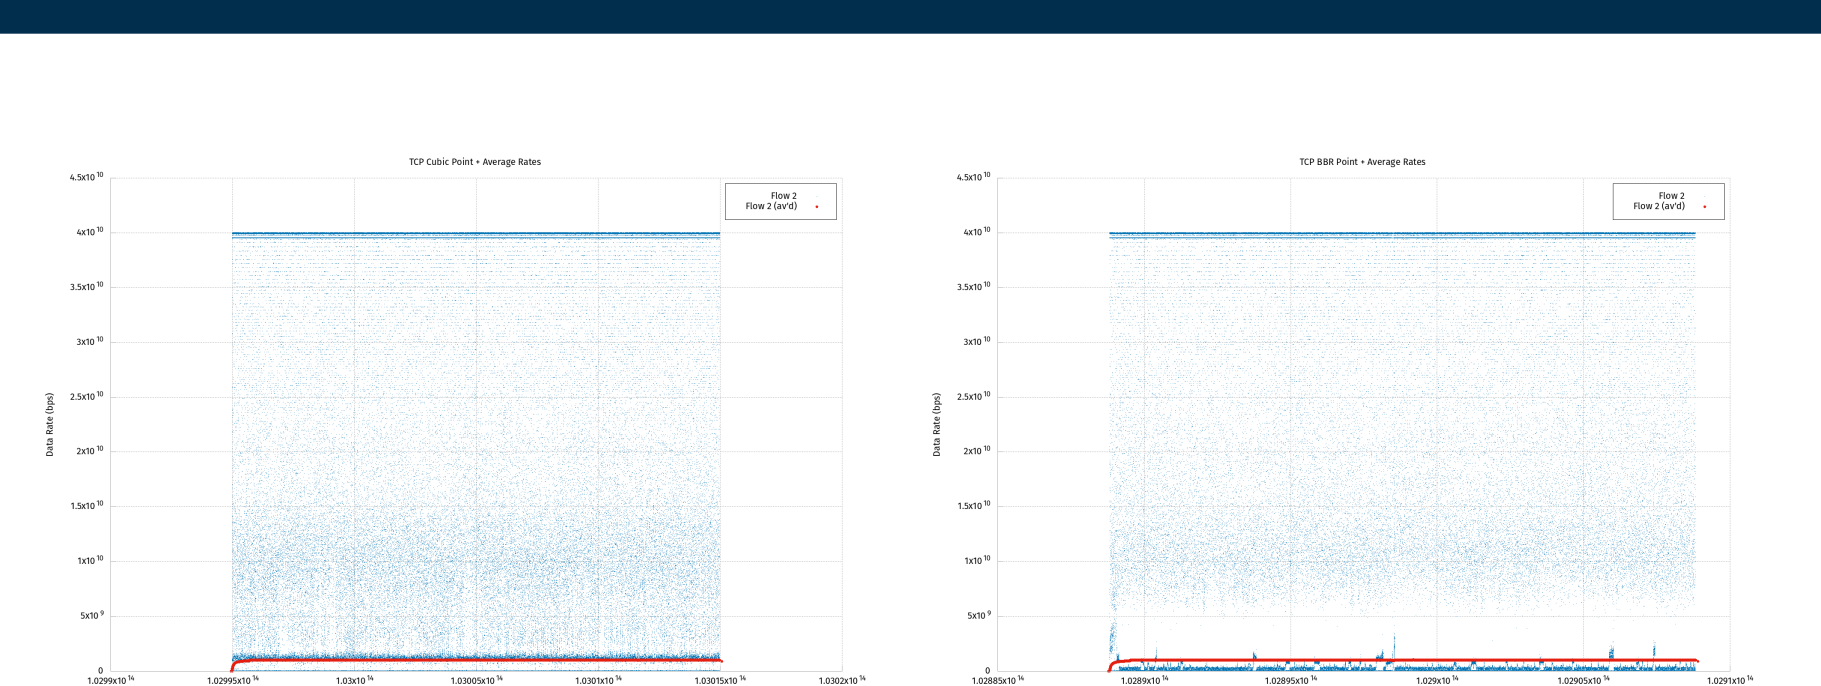 TCP Cubic Point + Average Rates
4.5x10 10
4x10 10
3.5x10 10
3x10 10
2.5x10 10
2x10 10
1.5x10 10
1x10 10
5x10 9
0
Data Rate (bps)
Flow 2
Flow 2 (av'd)
1.0299x10 14
1.02995x10 14
1.03x10 14
1.03005x10 14
1.0301x10 14
1.03015x10 14
1.0302x10 14
TCP BBR Point + Average Rates
4.5x10 10
4x10 10
3.5x10 10
3x10 10
2.5x10 10
2x10 10
1.5x10 10
1x10 10
5x10 9
0
Data Rate (bps)
Flow 2
Flow 2 (av'd)
1.02885x10 14
1.0289x10 14
1.02895x10 14
1.029x10 14
1.02905x10 14
1.0291x10 14